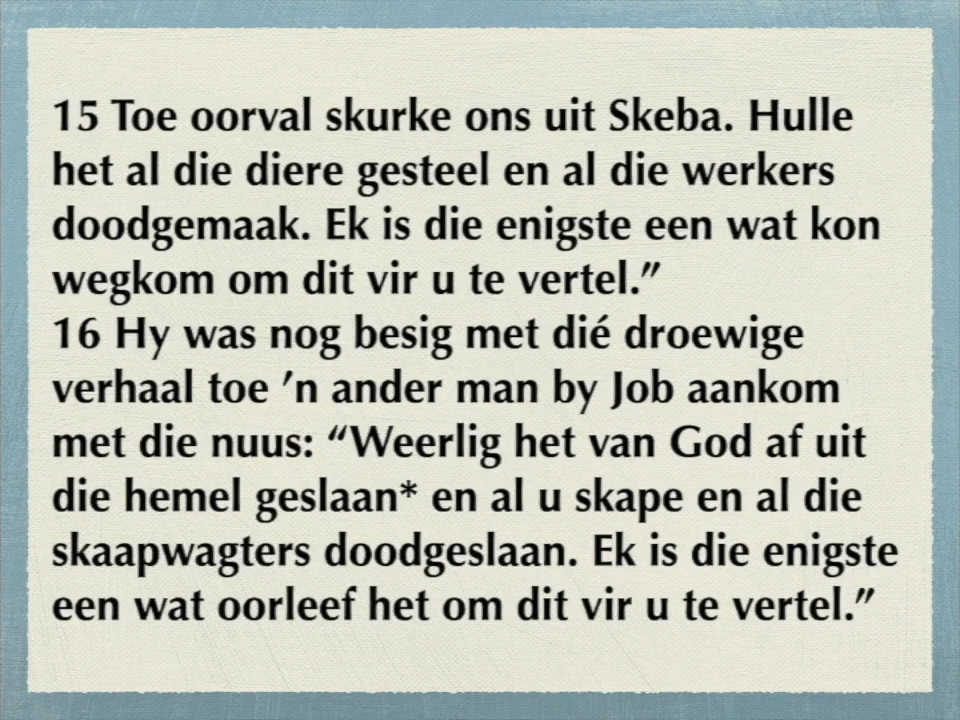 15 Toe oorval skurke ons uit Skeba. Hulle
het al die diere gesteel en al die werkers
doodgemaak. Ek is die enigste een wat kon
wegkom om dit vir u te vertel.”
16 Hy was nog besig met dié droewige
verhaal toe ’n ander man by Job aankom
met die nuus: “Weerlig het van God af uit
die hemel geslaan* en al u skape en al die
skaapwagters doodgeslaan. Ek is die enigste
een wat oorleef het om dit vir u te vertel.”